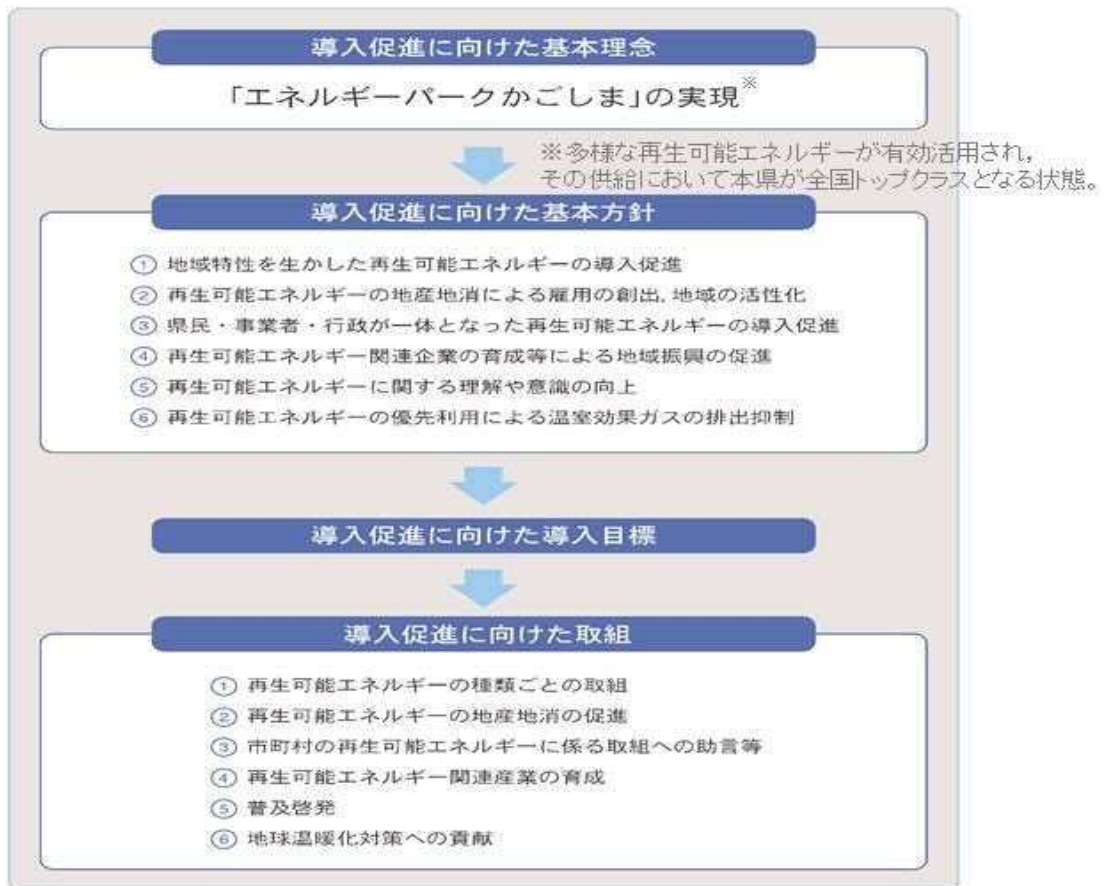 導入促進に向けた基本理念
「エネルギーパークかごしま」の実現※
※多様な再生可能エネルギーが有効活用され，
その供給において本県が全国トップクラスとなる状態。
導入促進に向けた基本方針
① 地域特性を生かした再生可能エネルギーの導入促進
② 再生可能エネルギーの地産地消による雇用の創出，地域の活性化
③ 県民・事業者・行政が一体となった再生可能エネルギーの導入促進
④ 再生可能エネルギー関連企業の育成等による地域振興の促進
⑤ 再生可能エネルギーに関する理解や意識の向上
⑥ 再生可能エネルギーの優先利用による温室効果ガスの排出抑制
導入促進に向けた導入目標
導入促進に向けた取組
① 再生可能エネルギーの種類ごとの取組
② 再生可能エネルギーの地産地消の促進
③ 市町村の再生可能エネルギーに係る取組への助言等
④ 再生可能エネルギー関連産業の育成
⑤ 普及啓発
⑥ 地球温暖化対策への貢献